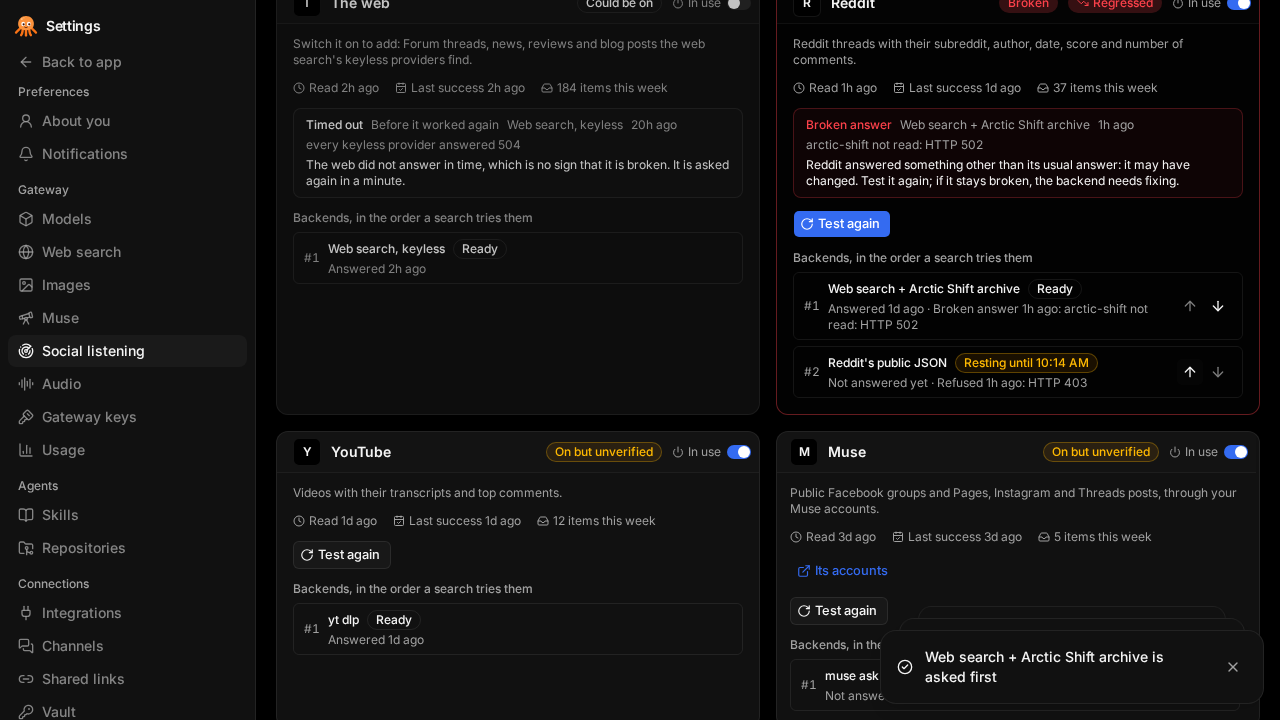 Settings
Back to app
Preferences
About you
Notifications
Gateway
Models
Web search
Images
Muse
Social listening
Audio
Gateway keys
Usage
Agents
Skills
Repositories
Connections
Integrations
Channels
Shared links
Vault
The web
Could be on
In use
Switch it on to add: Forum threads, news, reviews and blog posts the web
search's keyless providers find.
Read 2h ago Last success 2h ago 184 items this week
Timed out Before it worked again Web search, keyless 20h ago
every keyless provider answered 504
The web did not answer in time, which is no sign that it is broken. It is asked
again in a minute.
Backends, in the order a search tries them
#1 Web search, keyless Ready
Answered 2h ago
R Reddit Broken Regressed In use
Reddit threads with their subreddit, author, date, score and number of
comments.
Read 1h ago Last success 1d ago 37 items this week
Broken answer Web search + Arctic Shift archive 1h ago
arctic-shift not read: HTTP 502
Reddit answered something other than its usual answer: it may have
changed. Test it again; if it stays broken, the backend needs fixing.
Test again
Backends, in the order a search tries them
#1 Web search + Arctic Shift archive Ready
Answered 1d ago · Broken answer 1h ago: arctic-shift not
read: HTTP 502
#2 Reddit's public JSON Resting until 10:14 AM
Not answered yet · Refused 1h ago: HTTP 403
Y YouTube On but unverified In use
Videos with their transcripts and top comments.
Read 1d ago Last success 1d ago 12 items this week
Test again
Backends, in the order a search tries them
#1 yt dlp Ready
Answered 1d ago
M Muse On but unverified In use
Public Facebook groups and Pages, Instagram and Threads posts, through your
Muse accounts.
Read 3d ago Last success 3d ago 5 items this week
Its accounts
Test again
Backends, in the
#1 muse ask
Not answe
Web search + Arctic Shift archive is
asked first